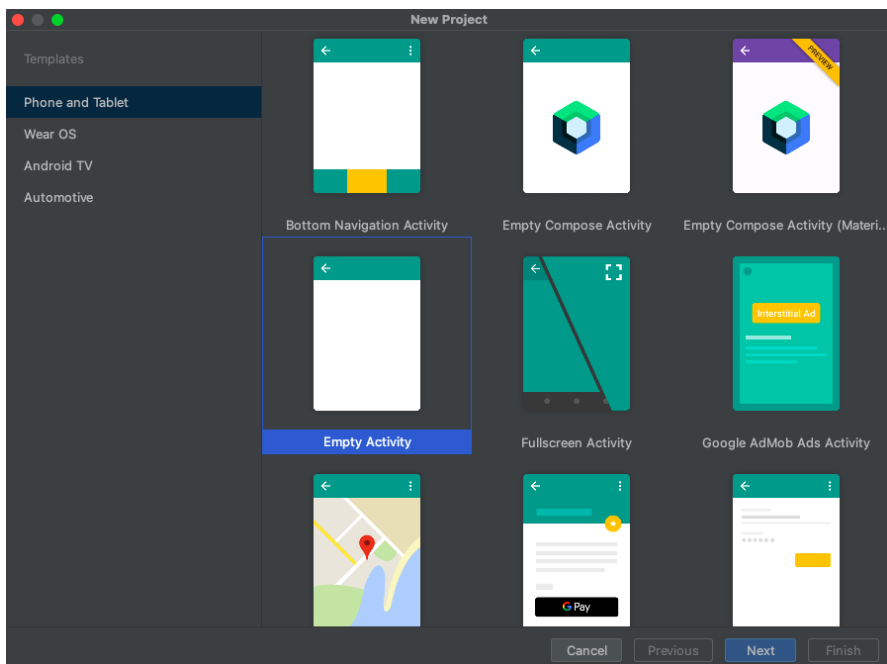 New Project
Templates
Phone and Tablet
Wear OS
Android TV
Automotive
PREVIEW
Bottom Navigation Activity
Empty Compose Activity
Empty Compose Activity (Materi..
Interstitial Ad
Empty Activity
Fullscreen Activity
Google AdMob Ads Activity
G Pay
Cancel
Previous
Next
Finish